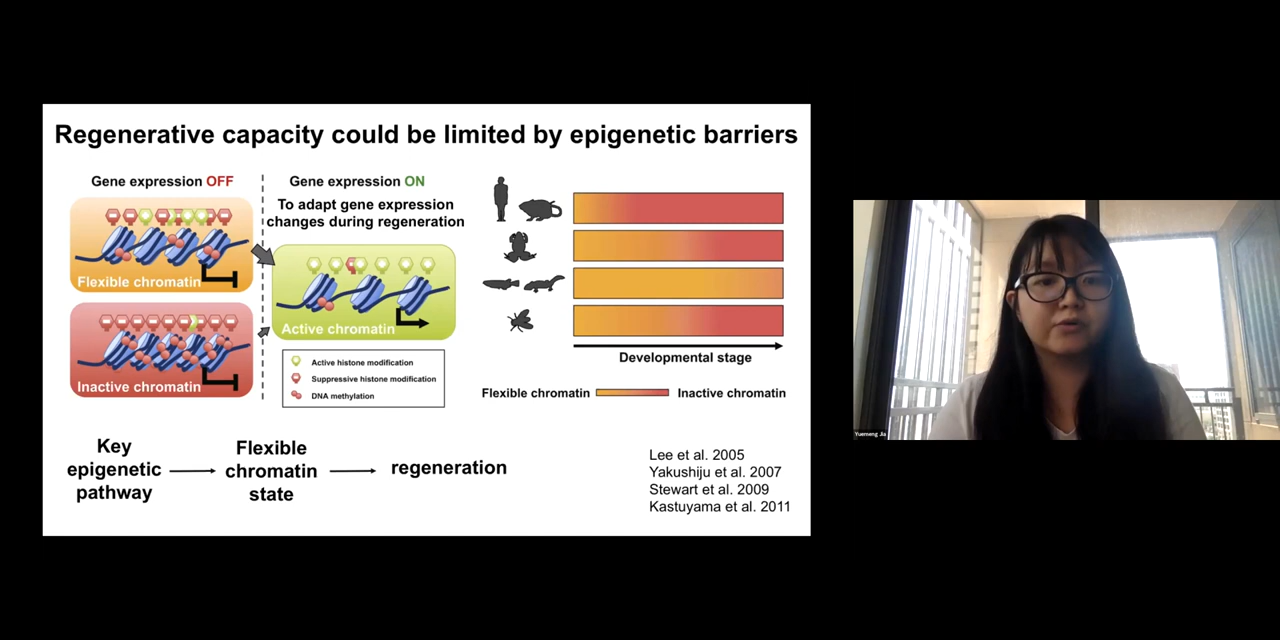 Regenerative capacity could be limited by epigenetic barriers
Gene expression OFF
Flexible chromatin
Inactive chromatin
Gene expression ON
To adapt gene expression
changes during regeneration
Active chromatin
Active histone modification
Suppressive histone modification
DNA methylation
Developmental stage
Flexible chromatin
Inactive chromatin
Key
epigenetic
pathway
Flexible
chromatin
state
regeneration
Lee et al. 2005
Yakushiju et al. 2007
Stewart et al. 2009
Kastuyama et al. 2011
Yuemeng Jia